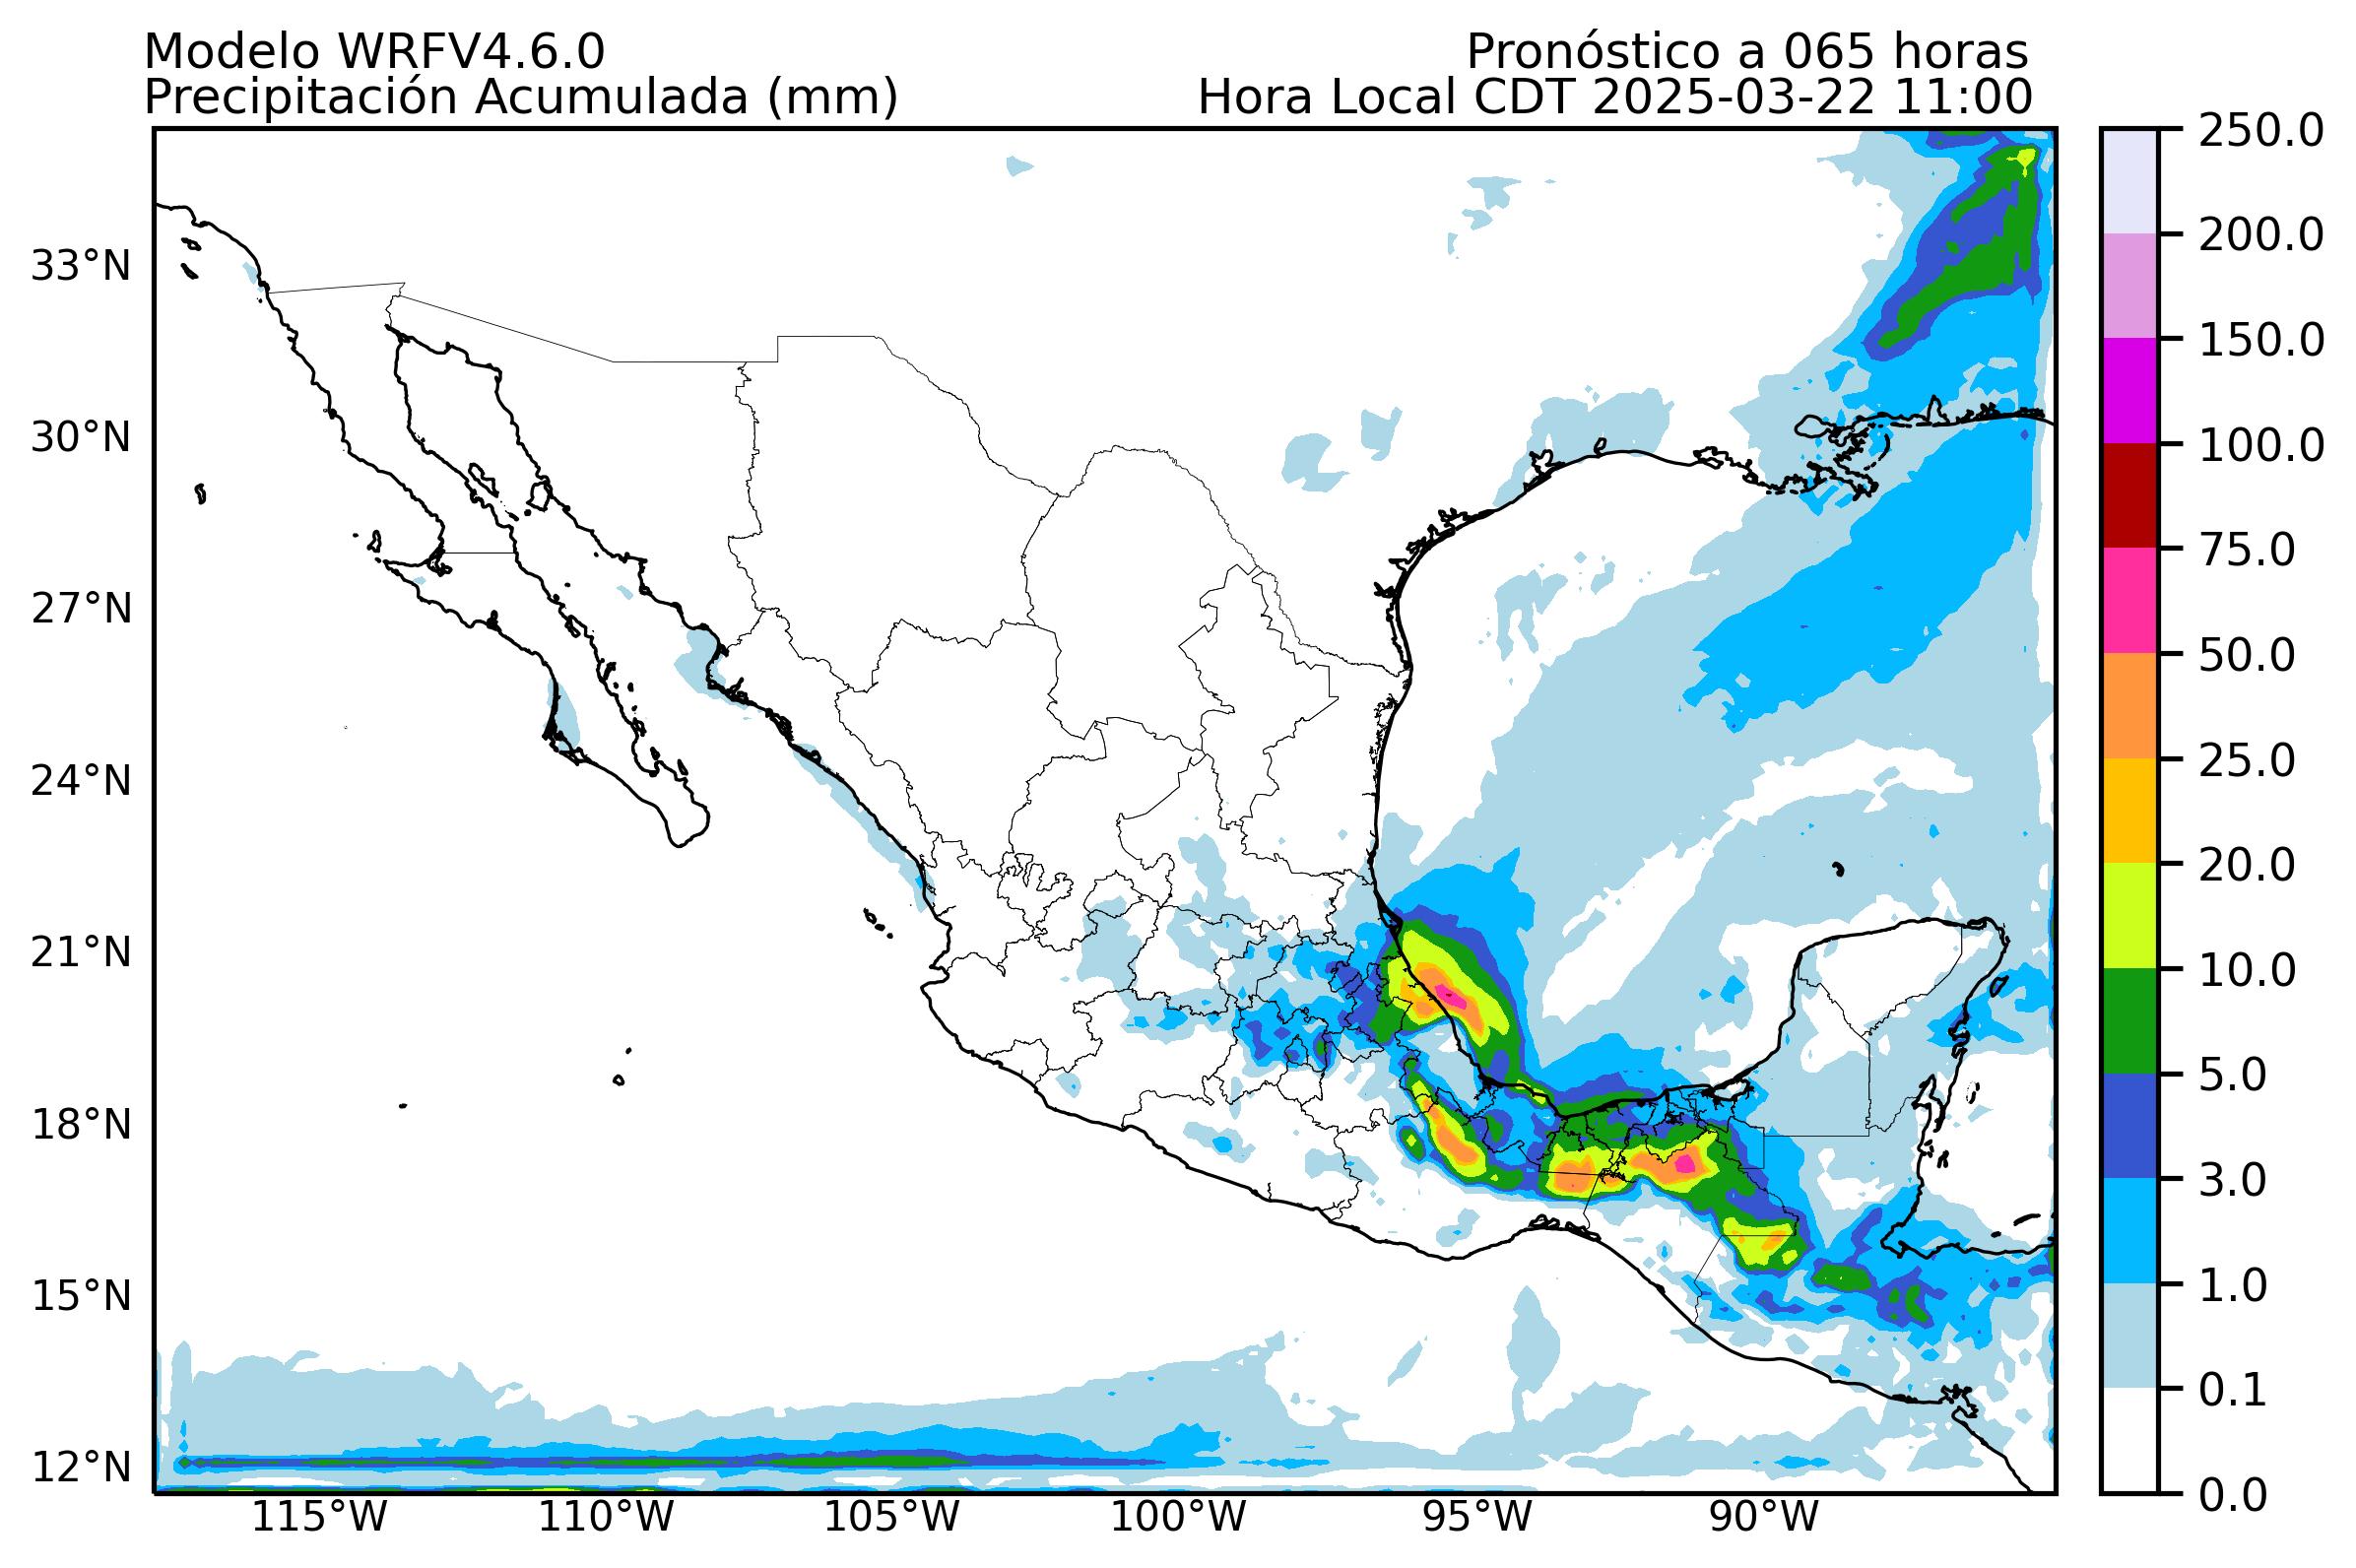 Modelo WRFV4.6.0
Pronóstico a 065 horas
Precipitación Acumulada (mm)
Hora Local CDT 2025-03-22 11:00
33°N
30°N
27°N
24°N
21°N
18°N
15°N
12°N
115°W
110°W
105°W
100°W
95°W
90°W
250.0
200.0
150.0
100.0
75.0
50.0
25.0
20.0
10.0
5.0
3.0
1.0
0.1
0.0